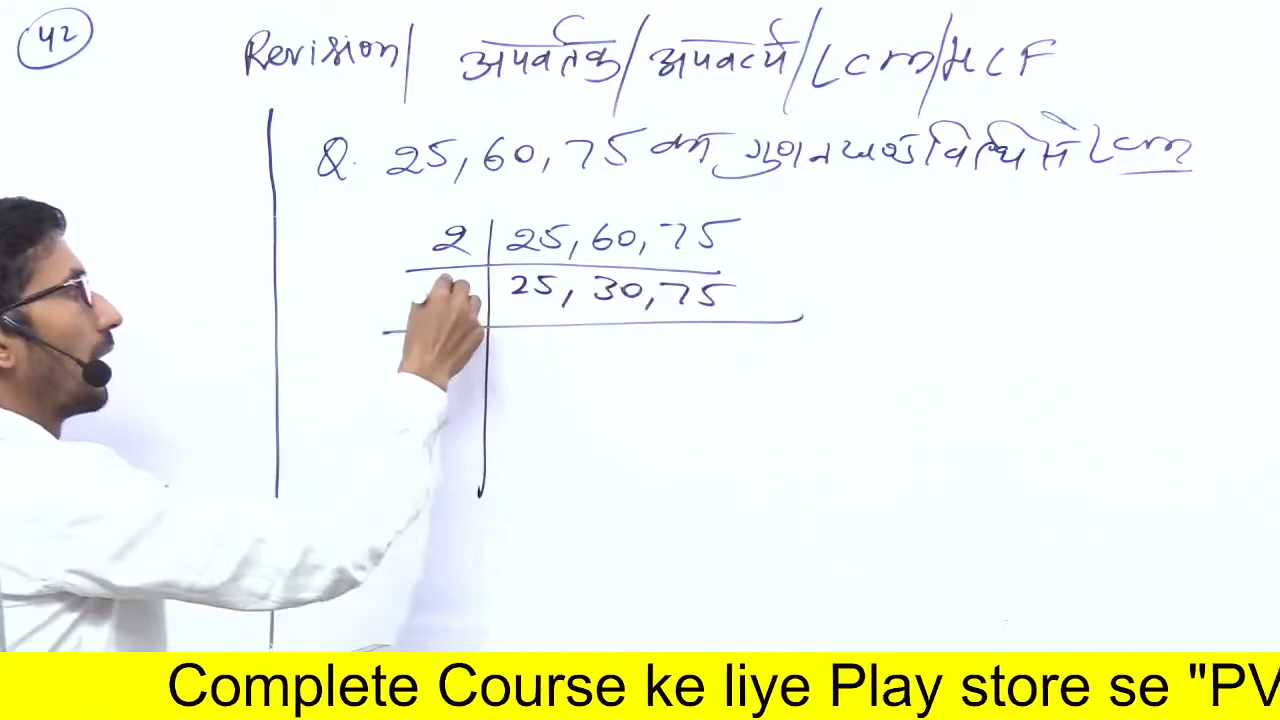 42
Revision/ अपवर्तक/अपवर्त्य/LCM/HCF
Q. 25,60,75 का गुणनखण्ड विधि से LCM
2 | 25, 60, 75
25, 30, 75
Complete Course ke liye Play store se "PV